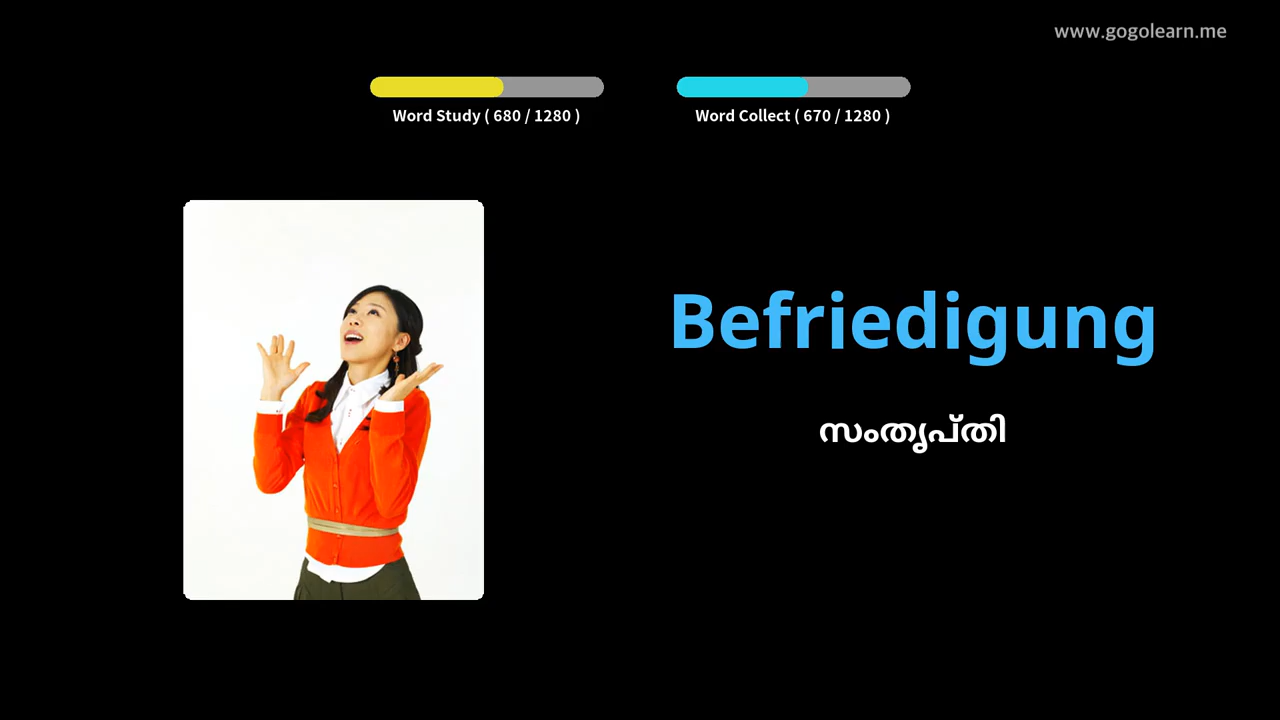 www.gogolearn.me
Word Study ( 680 / 1280 )
Word Collect ( 670 / 1280 )
Befriedigung
സംതൃപ്തി